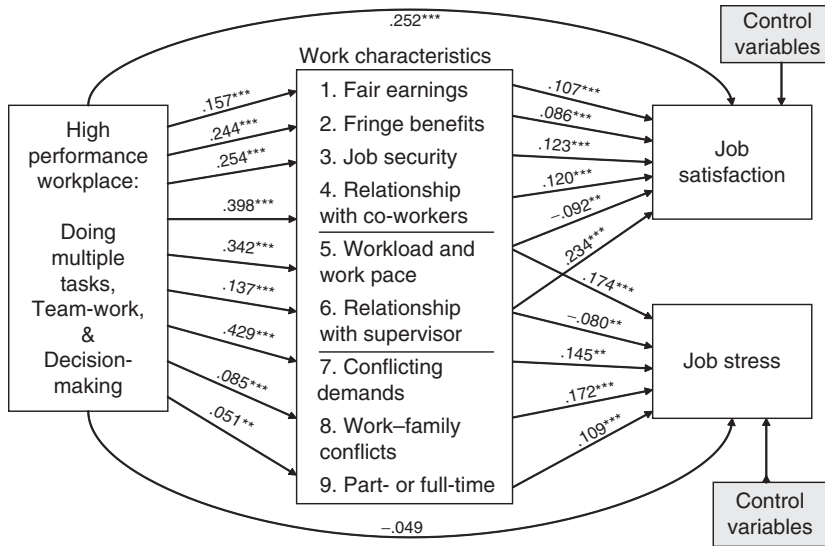 .252***
Control
variables
Work characteristics
High
performance
workplace:
Doing
multiple
tasks,
Team-work,
&
Decision-
making
.157***
.244***
.254***
.398***
.342***
.137***
.429***
.085***
.051**
1. Fair earnings
2. Fringe benefits
3. Job security
4. Relationship
with co-workers
5. Workload and
work pace
6. Relationship
with supervisor
7. Conflicting
demands
8. Work–family
conflicts
9. Part- or full-time
.107***
.086***
.123***
.120***
–.092**
.234***
.174***
–.080**
.145**
.172***
.109***
Job
satisfaction
Job stress
–.049
Control
variables